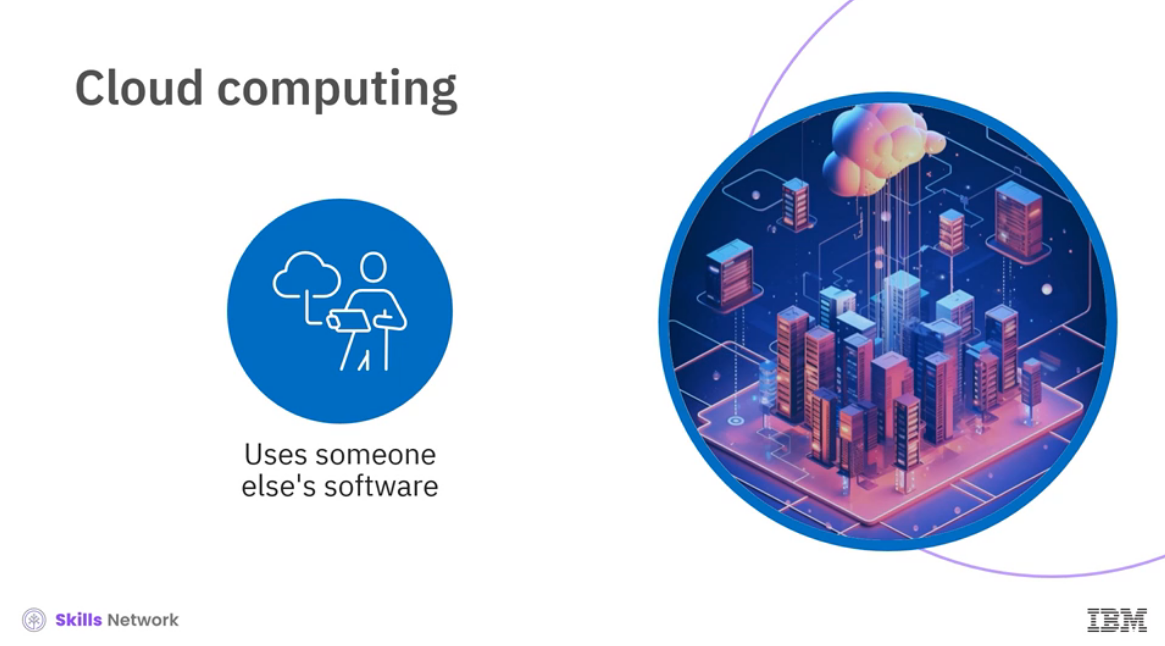 Cloud computing
Uses someone
else's software
Skills Network
IBM